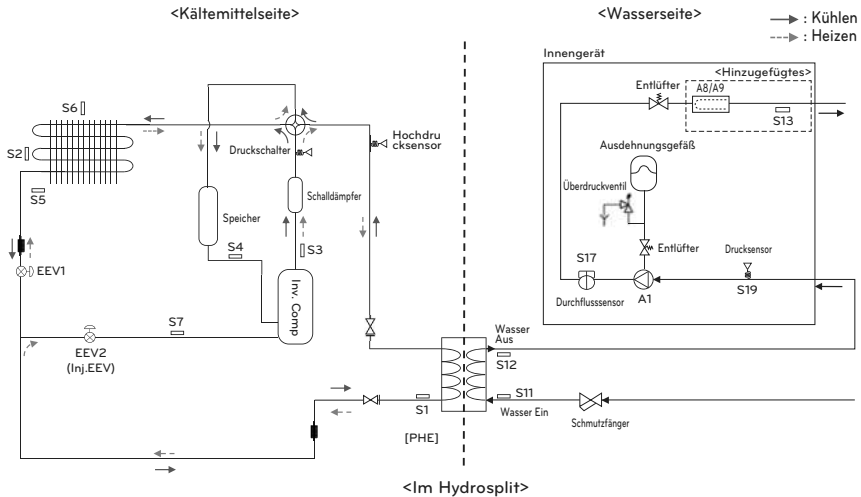 <Kältemittelseite>
<Wasserseite>
: Kühlen
: Heizen
Innengerät
<Hinzugefügtes>
Entlüfter
A8/A9
S13
S6
S2
S5
Druckschalter
Hochdru
cksensor
Ausdehnungsgefäß
Überdruckventil
Schalldämpfer
Speicher
S4
S3
EEV1
Inv. Comp
S17
Entlüfter
Drucksensor
Durchflusssensor
A1
S19
S7
EEV2
(Inj.EEV)
Wasser
Aus
S12
S1
S11
Wasser Ein
Schmutzfänger
[PHE]
<Im Hydrosplit>